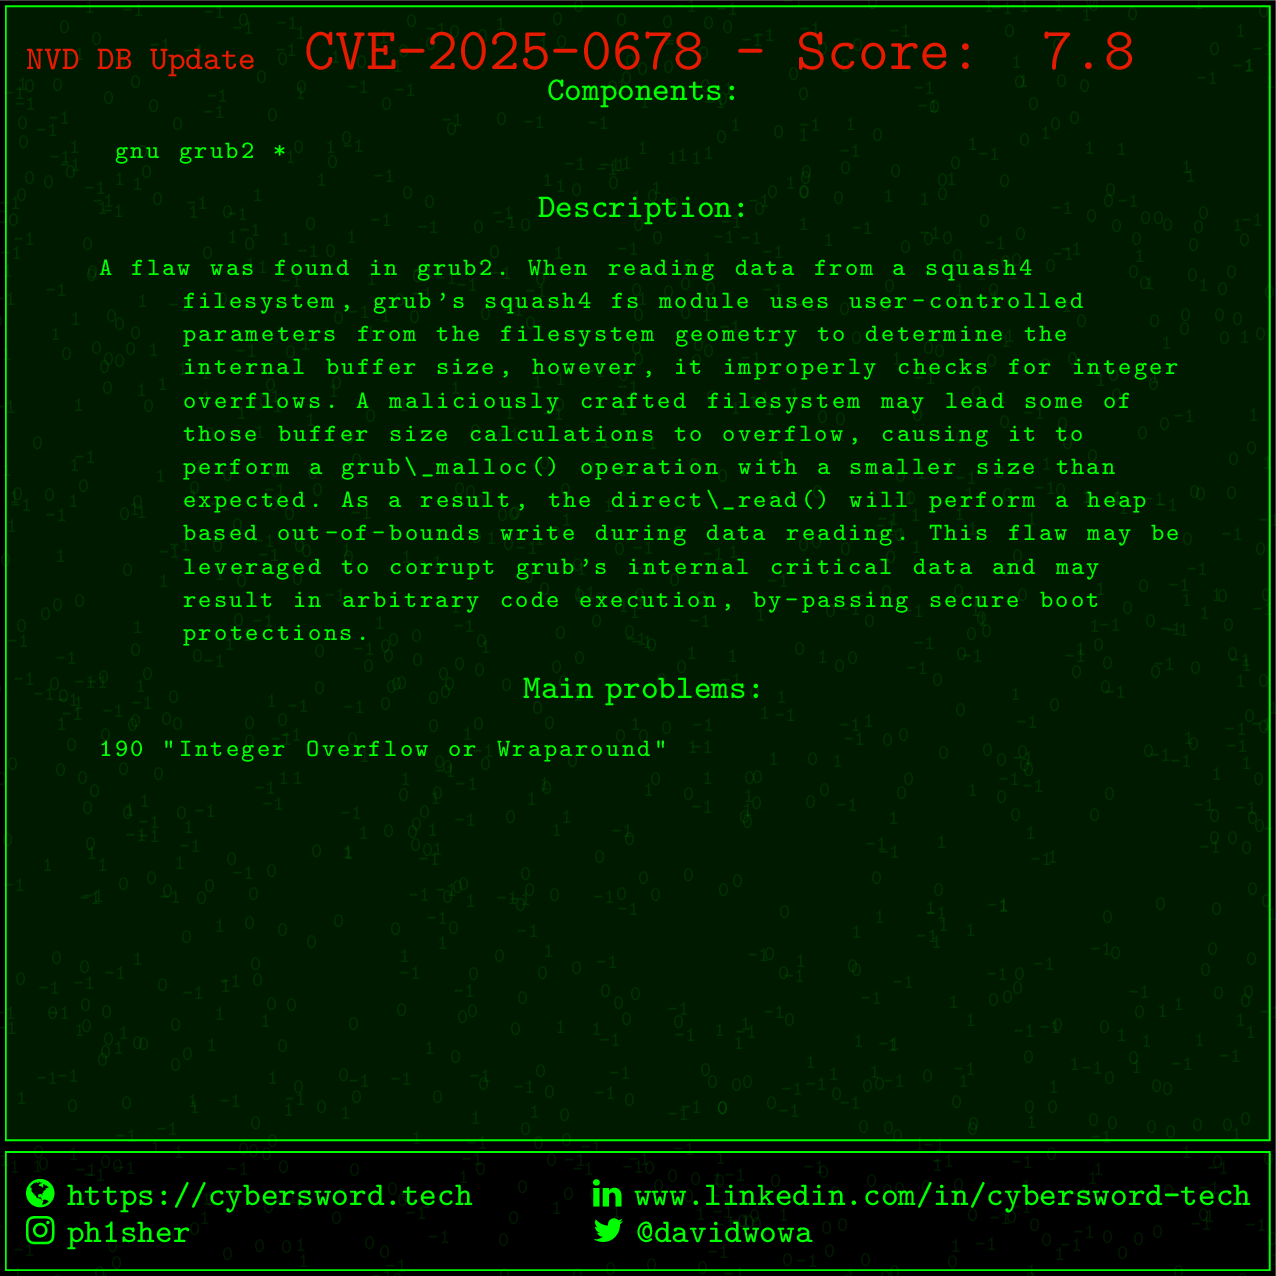 NVD DB Update CVE-2025-0678 - Score: 7.8
Components:
gnu grub2 *
Description:
A flaw was found in grub2. When reading data from a squash4
filesystem, grub's squash4 fs module uses user-controlled
parameters from the filesystem geometry to determine the
internal buffer size, however, it improperly checks for integer
overflows. A maliciously crafted filesystem may lead some of
those buffer size calculations to overflow, causing it to
perform a grub\_malloc() operation with a smaller size than
expected. As a result, the direct\_read() will perform a heap
based out-of-bounds write during data reading. This flaw may be
leveraged to corrupt grub's internal critical data and may
result in arbitrary code execution, by-passing secure boot
protections.
Main problems:
190 "Integer Overflow or Wraparound"
https://cybersword.tech
www.linkedin.com/in/cybersword-tech
ph1sher
@davidwowa